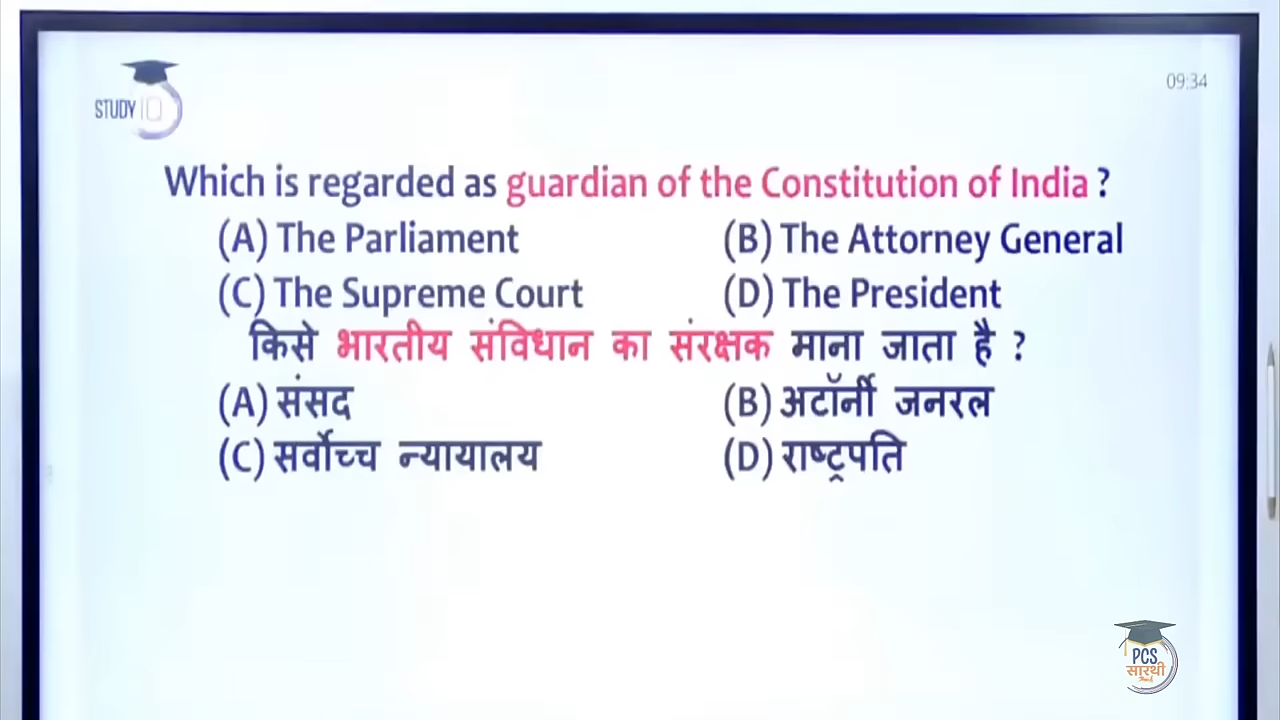 STUDY IQ
09:34
Which is regarded as guardian of the Constitution of India ?
(A) The Parliament (B) The Attorney General
(C) The Supreme Court (D) The President
किसे भारतीय संविधान का संरक्षक माना जाता है ?
(A) संसद (B) अटॉर्नी जनरल
(C) सर्वोच्च न्यायालय (D) राष्ट्रपति
PCS
सारथी